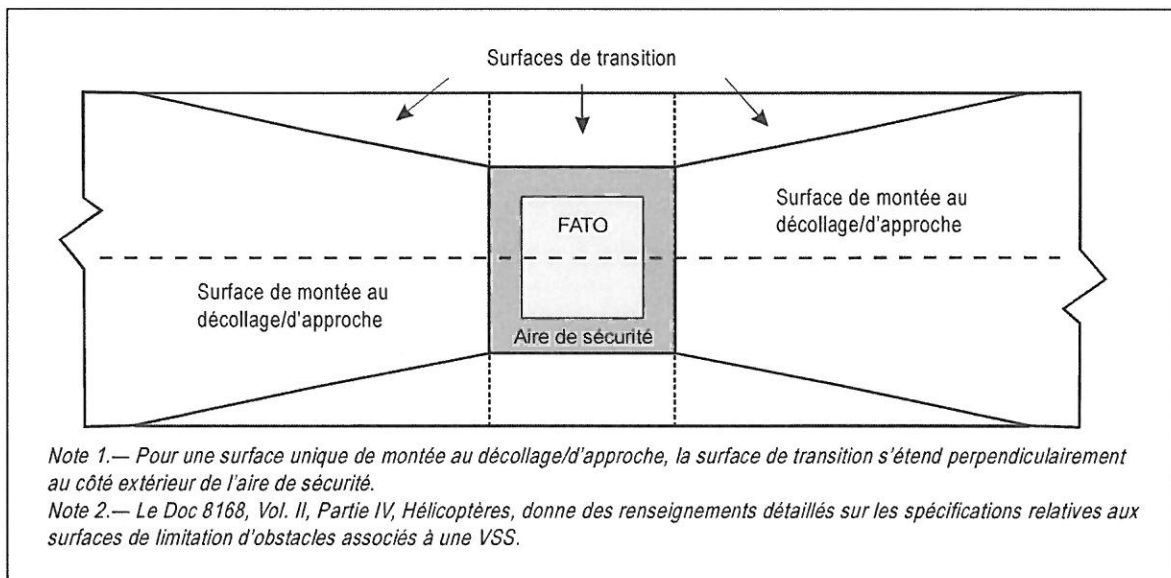 Surfaces de transition
FATO
Surface de montée au
décollage/d'approche
Surface de montée au
décollage/d'approche
Aire de sécurité
Note 1.— Pour une surface unique de montée au décollage/d'approche, la surface de transition s'étend perpendiculairement
au côté extérieur de l'aire de sécurité.
Note 2.— Le Doc 8168, Vol. II, Partie IV, Hélicoptères, donne des renseignements détaillés sur les spécifications relatives aux
surfaces de limitation d'obstacles associés à une VSS.